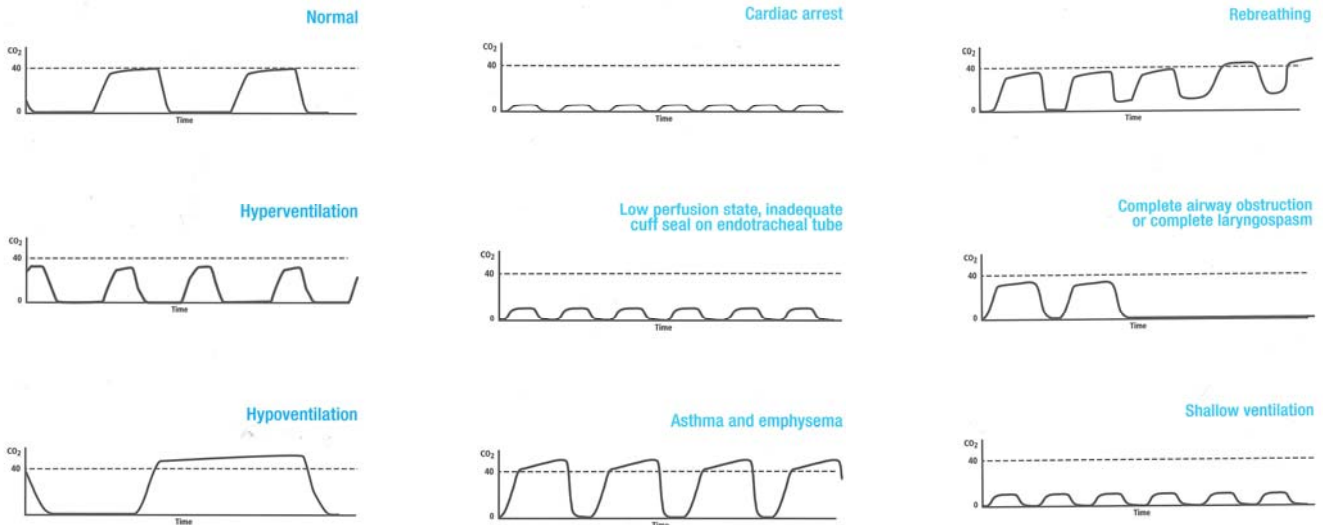 Normal
CO2
40
0
Time
Cardiac arrest
CO2
40
0
Time
Rebreathing
CO2
40
0
Time
Hyperventilation
CO2
40
0
Time
Low perfusion state, inadequate
cuff seal on endotracheal tube
CO2
40
0
Time
Complete airway obstruction
or complete laryngospasm
CO2
40
0
Time
Hypoventilation
CO2
40
0
Time
Asthma and emphysema
CO2
40
0
Time
Shallow ventilation
CO2
40
0
Time